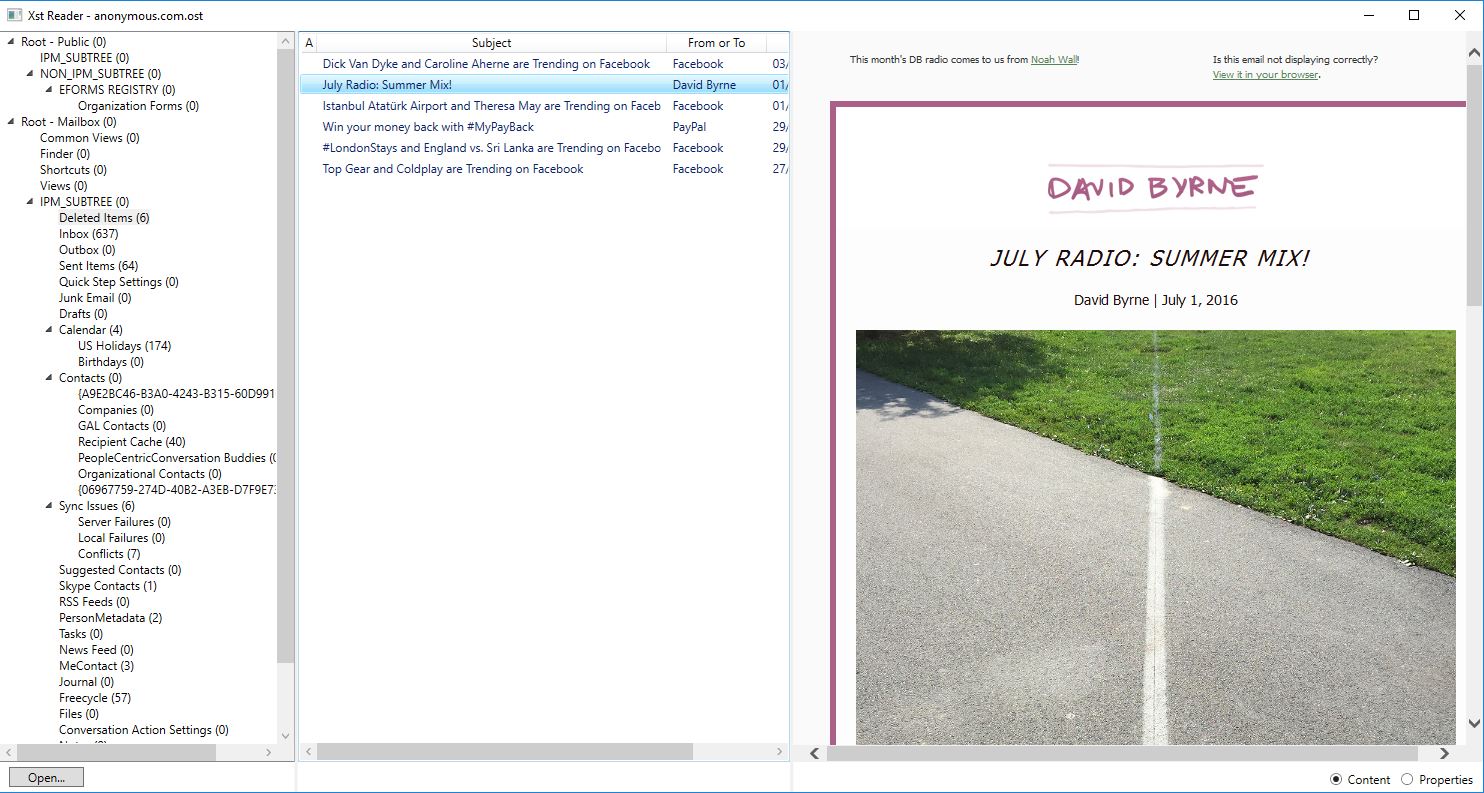 Xst Reader - anonymous.com.ost
Root - Public (0)
IPM_SUBTREE (0)
NON_IPM_SUBTREE (0)
EFORMS REGISTRY (0)
Organization Forms (0)
Root - Mailbox (0)
Common Views (0)
Finder (0)
Shortcuts (0)
Views (0)
IPM_SUBTREE (0)
Deleted Items (6)
Inbox (637)
Outbox (0)
Sent Items (64)
Quick Step Settings (0)
Junk Email (0)
Drafts (0)
Calendar (4)
US Holidays (174)
Birthdays (0)
Contacts (0)
{A9E2BC46-B3A0-4243-B315-60D991
Companies (0)
GAL Contacts (0)
Recipient Cache (40)
PeopleCentricConversation Buddies (
Organizational Contacts (0)
{06967759-274D-40B2-A3EB-D7F9E7
Sync Issues (6)
Server Failures (0)
Local Failures (0)
Conflicts (7)
Suggested Contacts (0)
Skype Contacts (1)
RSS Feeds (0)
PersonMetadata (2)
Tasks (0)
News Feed (0)
MeContact (3)
Journal (0)
Freecycle (57)
Files (0)
Conversation Action Settings (0)
Open...
A Subject From or To
Dick Van Dyke and Caroline Aherne are Trending on Facebook Facebook 03/
July Radio: Summer Mix! David Byrne 01/
Istanbul Atatürk Airport and Theresa May are Trending on Faceb Facebook 01/
Win your money back with #MyPayBack PayPal 29/
#LondonStays and England vs. Sri Lanka are Trending on Facebo Facebook 29/
Top Gear and Coldplay are Trending on Facebook Facebook 27/
This month's DB radio comes to us from Noah Wall!
Is this email not displaying correctly?
View it in your browser.
DAVID BYRNE
JULY RADIO: SUMMER MIX!
David Byrne | July 1, 2016
Content Properties